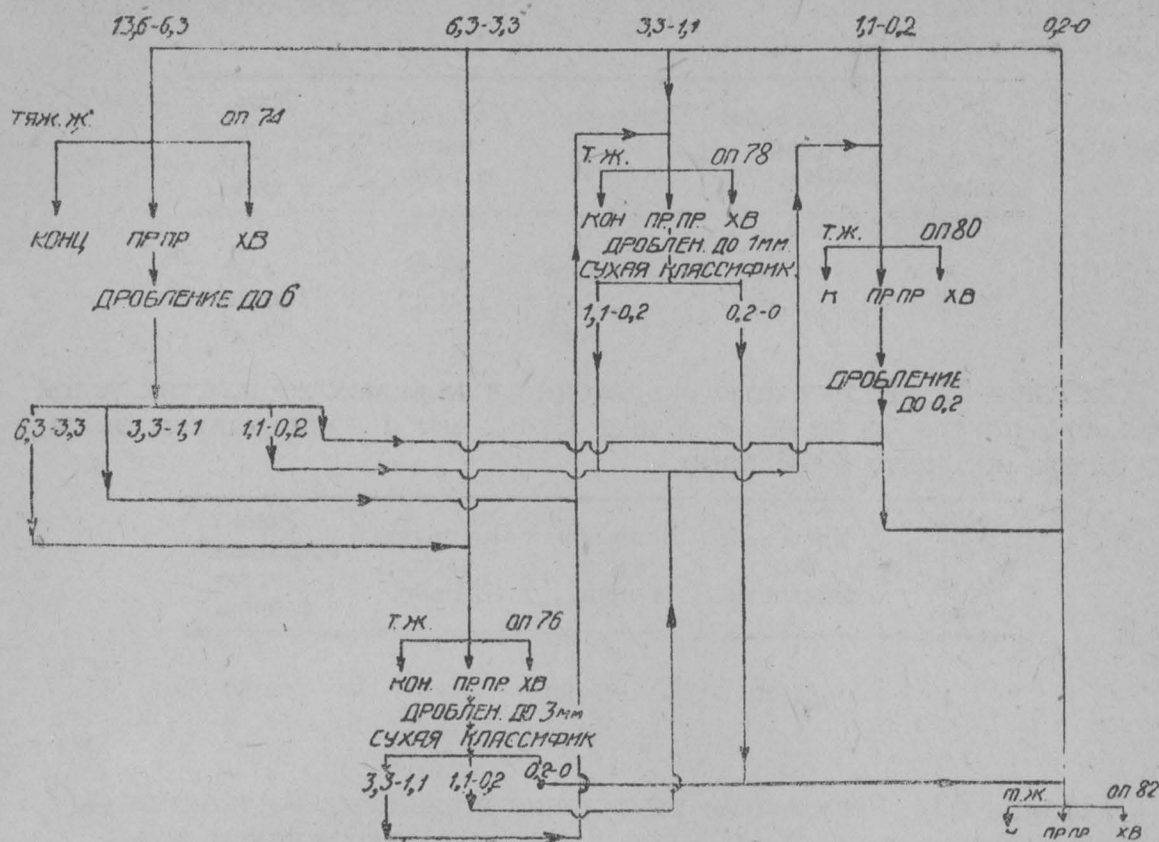 13,6-6,3 6,3-3,3 3,3-1,1 1,1-0,2 0,2-0
ТЯЖ. Ж. ОП 74
КОНЦ ПР.ПР ХВ
ДРОБЛЕНИЕ ДО 6
6,3-3,3 3,3-1,1 1,1-0,2
Т.Ж. ОП 78
КОН ПР. ПР. ХВ
ДРОБЛЕН. ДО 1 ММ.
СУХАЯ КЛАССИФИК.
1,1-0,2 0,2-0
Т.Ж. ОП 80
К ПР ПР ХВ
ДРОБЛЕНИЕ
ДО 0,2
Т. Ж. ОП 76
КОН. ПР ПР. ХВ
ДРОБЛЕН. ДО 3 мм
СУХАЯ КЛАССИФИК
3,3-1,1 1,1-0,2 0,2-0
Т.Ж. ОП 82
ПР ПР ХВ